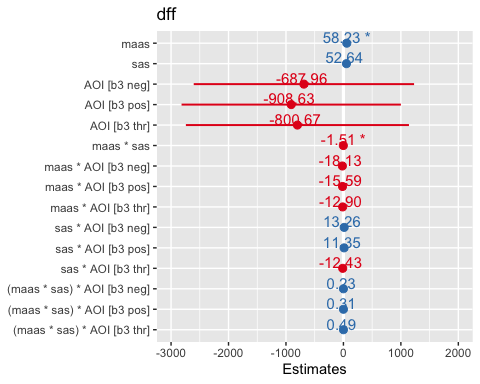 dff
maas 58.23 *
sas 52.64
AOI [b3 neg] -687.96
AOI [b3 pos] -908.63
AOI [b3 thr] -800.67
maas * sas -1.51 *
maas * AOI [b3 neg] -18.13
maas * AOI [b3 pos] -15.59
maas * AOI [b3 thr] -12.90
sas * AOI [b3 neg] 13.26
sas * AOI [b3 pos] 11.35
sas * AOI [b3 thr] -12.43
(maas * sas) * AOI [b3 neg] 0.23
(maas * sas) * AOI [b3 pos] 0.31
(maas * sas) * AOI [b3 thr] 0.49
-3000 -2000 -1000 0 1000 2000
Estimates